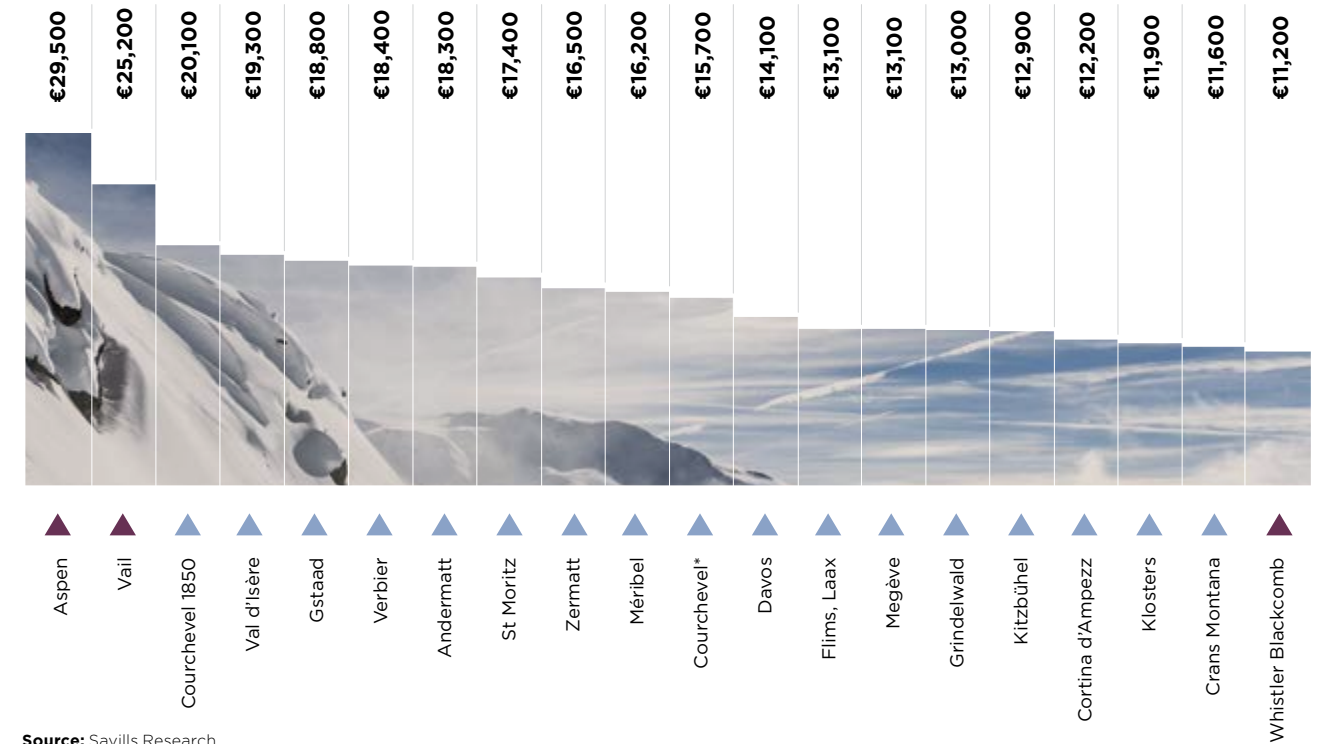 €29,500
€25,200
€20,100
€19,300
€18,800
€18,400
€18,300
€17,400
€16,500
€16,200
€15,700
€14,100
€13,100
€13,100
€13,000
€12,900
€12,200
€11,900
€11,600
€11,200
Aspen
Vail
Courchevel 1850
Val d'Isère
Gstaad
Verbier
Andermatt
St Moritz
Zermatt
Méribel
Courchevel*
Davos
Flims, Laax
Megève
Grindelwald
Kitzbühel
Cortina d'Ampezz
Klosters
Crans Montana
Whistler Blackcomb
Source: Savills Research